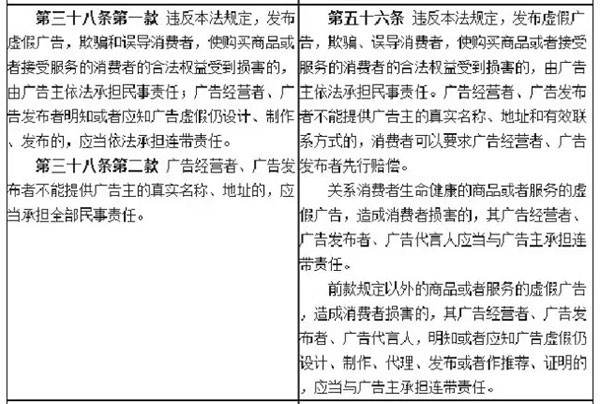 第三十八条第一款 违反本法规定，发布
虚假广告，欺骗和误导消费者，使购买商品或
者接受服务的消费者的合法权益受到损害的，
由广告主依法承担民事责任；广告经营者、广
告发布者明知或者应知广告虚假仍设计、制作
、发布的，应当依法承担连带责任。
第三十八条第二款 广告经营者、广告发
布者不能提供广告主的真实名称、地址的，应
当承担全部民事责任。
第五十六条 违反本法规定，发布虚假广
告，欺骗、误导消费者，使购买商品或者接受
服务的消费者的合法权益受到损害的，由广告
主依法承担民事责任。广告经营者、广告发布
者不能提供广告主的真实名称、地址和有效联
系方式的，消费者可以要求广告经营者、广告
发布者先行赔偿。
关系消费者生命健康的商品或者服务的虚
假广告，造成消费者损害的，其广告经营者、
广告发布者、广告代言人应当与广告主承担连
带责任。
前款规定以外的商品或者服务的虚假广告
，造成消费者损害的，其广告经营者、广告发
布者、广告代言人，明知或者应知广告虚假仍
设计、制作、代理、发布或者作推荐、证明的
，应当与广告主承担连带责任。